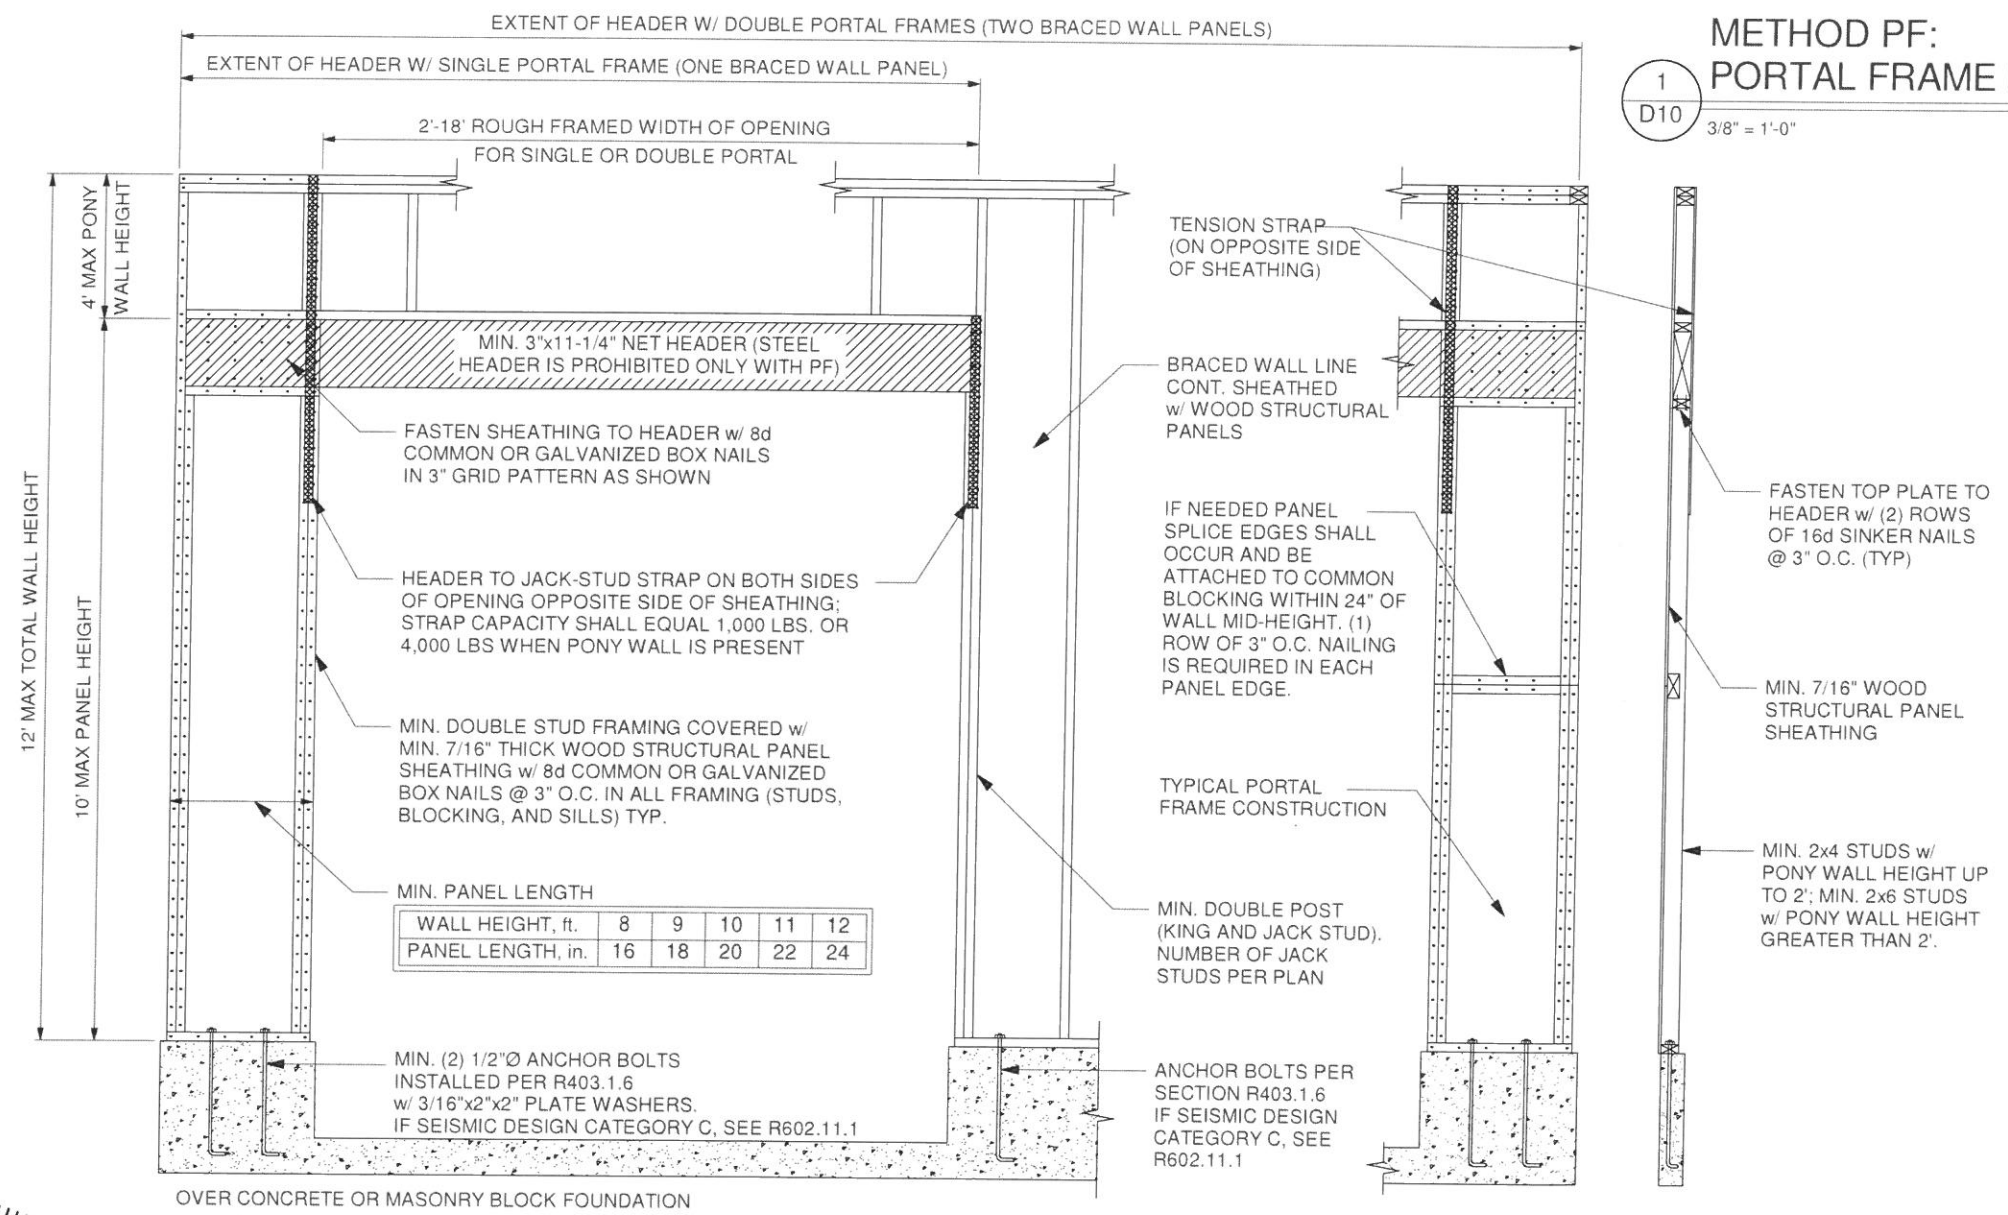 EXTENT OF HEADER W/ DOUBLE PORTAL FRAMES (TWO BRACED WALL PANELS)
EXTENT OF HEADER W/ SINGLE PORTAL FRAME (ONE BRACED WALL PANEL)
2'-18' ROUGH FRAMED WIDTH OF OPENING
FOR SINGLE OR DOUBLE PORTAL
METHOD PF:
PORTAL FRAME
1
D10
3/8" = 1'-0"
4' MAX PONY
WALL HEIGHT
12' MAX TOTAL WALL HEIGHT
10' MAX PANEL HEIGHT
MIN. 3"x11-1/4" NET HEADER (STEEL
HEADER IS PROHIBITED ONLY WITH PF)
FASTEN SHEATHING TO HEADER w/ 8d
COMMON OR GALVANIZED BOX NAILS
IN 3" GRID PATTERN AS SHOWN
HEADER TO JACK-STUD STRAP ON BOTH SIDES
OF OPENING OPPOSITE SIDE OF SHEATHING;
STRAP CAPACITY SHALL EQUAL 1,000 LBS. OR
4,000 LBS WHEN PONY WALL IS PRESENT
MIN. DOUBLE STUD FRAMING COVERED w/
MIN. 7/16" THICK WOOD STRUCTURAL PANEL
SHEATHING w/ 8d COMMON OR GALVANIZED
BOX NAILS @ 3" O.C. IN ALL FRAMING (STUDS,
BLOCKING, AND SILLS) TYP.
MIN. PANEL LENGTH
WALL HEIGHT, ft. 8 9 10 11 12
PANEL LENGTH, in. 16 18 20 22 24
MIN. (2) 1/2"Ø ANCHOR BOLTS
INSTALLED PER R403.1.6
w/ 3/16"x2"x2" PLATE WASHERS.
IF SEISMIC DESIGN CATEGORY C, SEE R602.11.1
OVER CONCRETE OR MASONRY BLOCK FOUNDATION
TENSION STRAP
(ON OPPOSITE SIDE
OF SHEATHING)
BRACED WALL LINE
CONT. SHEATHED
w/ WOOD STRUCTURAL
PANELS
IF NEEDED PANEL
SPLICE EDGES SHALL
OCCUR AND BE
ATTACHED TO COMMON
BLOCKING WITHIN 24" OF
WALL MID-HEIGHT. (1)
ROW OF 3" O.C. NAILING
IS REQUIRED IN EACH
PANEL EDGE.
TYPICAL PORTAL
FRAME CONSTRUCTION
MIN. DOUBLE POST
(KING AND JACK STUD).
NUMBER OF JACK
STUDS PER PLAN
ANCHOR BOLTS PER
SECTION R403.1.6
IF SEISMIC DESIGN
CATEGORY C, SEE
R602.11.1
FASTEN TOP PLATE TO
HEADER w/ (2) ROWS
OF 16d SINKER NAILS
@ 3" O.C. (TYP)
MIN. 7/16" WOOD
STRUCTURAL PANEL
SHEATHING
MIN. 2x4 STUDS w/
PONY WALL HEIGHT UP
TO 2'; MIN. 2x6 STUDS
w/ PONY WALL HEIGHT
GREATER THAN 2'.